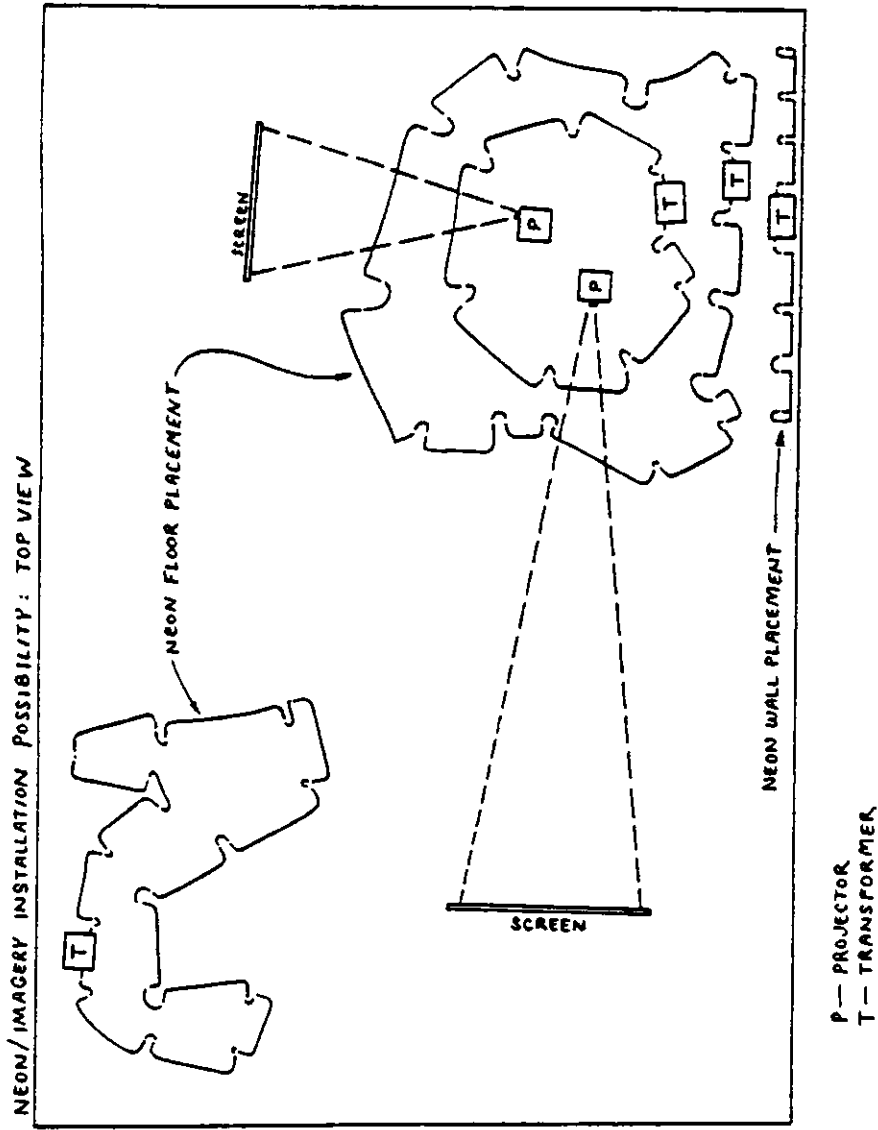 NEON/IMAGERY INSTALLATION POSSIBILITY: TOP VIEW
NEON FLOOR PLACEMENT
SCREEN
SCREEN
P
P
T
T
T
T
NEON WALL PLACEMENT
P — PROJECTOR
T — TRANSFORMER